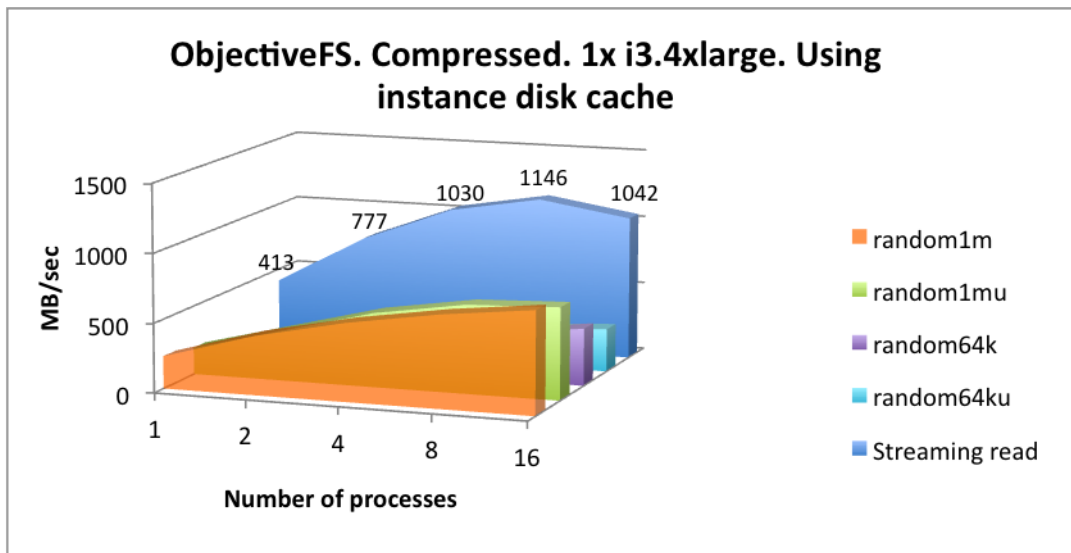 ObjectiveFS. Compressed. 1x i3.4xlarge. Using
instance disk cache
1500
1000
500
0
MB/sec
413
777
1030
1146
1042
1
2
4
8
16
Number of processes
random1m
random1mu
random64k
random64ku
Streaming read